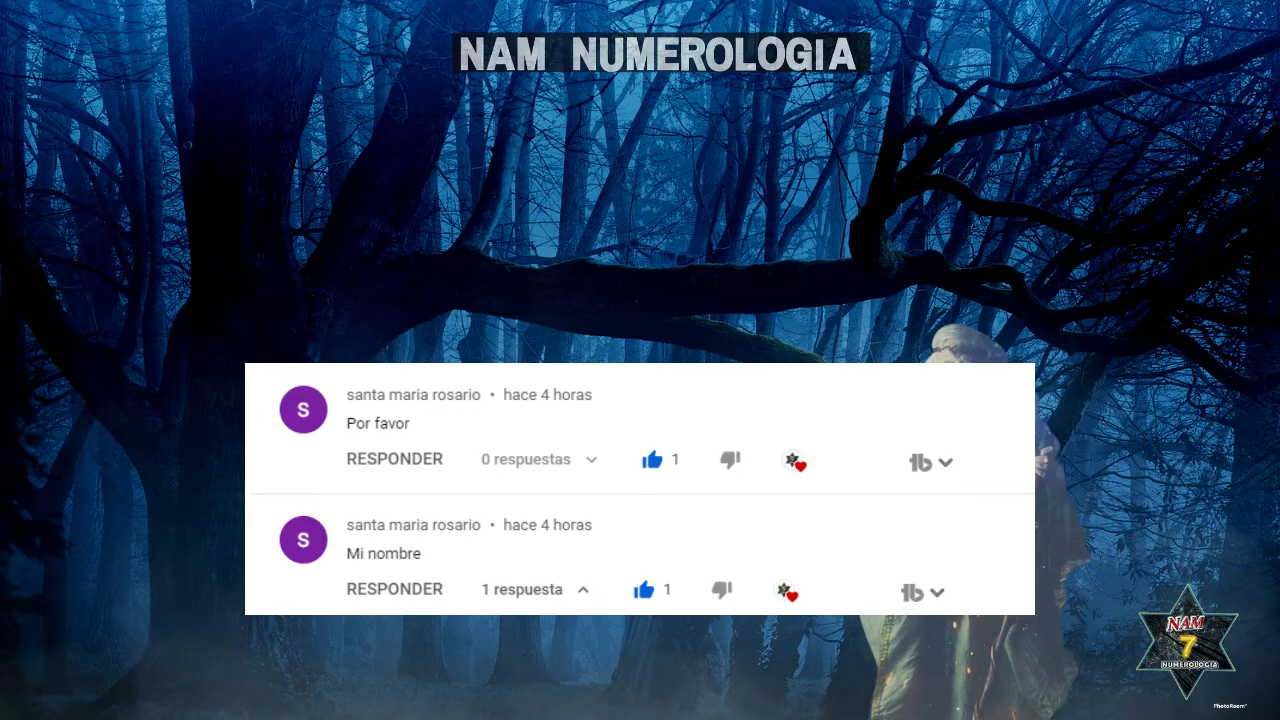 NAM NUMEROLOGIA
S
santa maria rosario • hace 4 horas
Por favor
RESPONDER 0 respuestas 1
S
santa maria rosario • hace 4 horas
Mi nombre
RESPONDER 1 respuesta 1
NAM
7
NUMEROLOGIA
PhotoRoom